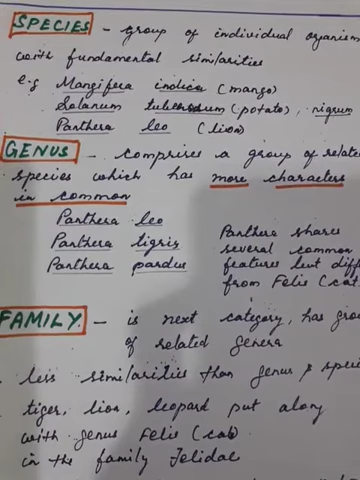 SPECIES - group of individual organism
with fundamental similarities
e.g Mangifera indica (mango)
Solanum tuberosum (potato), nigrum
Panthera leo (lion)
GENUS - comprises a group of related
species which has more characters
in common
Panthera leo
Panthera tigris
Panthera pardus
Panthera shares
several common
features but diff
from Felis (cat
FAMILY. - is next category, has grou
of related genera
less similarities than genus & specie
tiger, lion, leopard put along
with genus Felis (cat)
in the family Felidae